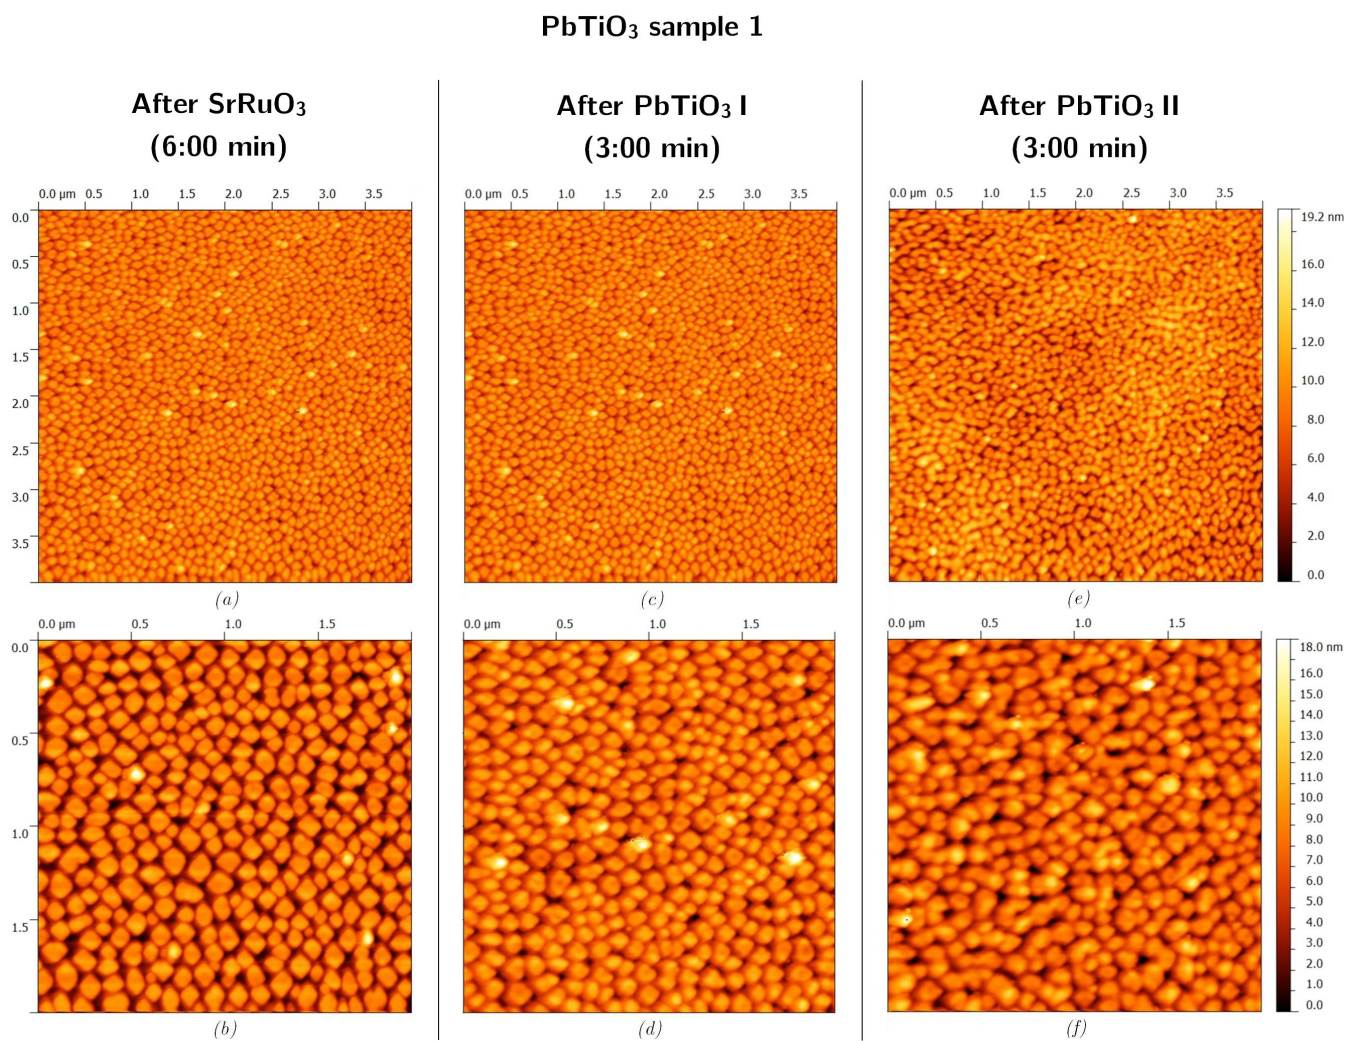 PbTiO₃ sample 1
After SrRuO₃
(6:00 min)
After PbTiO₃ I
(3:00 min)
After PbTiO₃ II
(3:00 min)
0.0 µm 0.5 1.0 1.5 2.0 2.5 3.0 3.5
0.0 µm 0.5 1.0 1.5 2.0 2.5 3.0 3.5
0.0 µm 0.5 1.0 1.5 2.0 2.5 3.0 3.5
0.0
0.5
1.0
1.5
2.0
2.5
3.0
3.5
19.2 nm
16.0
14.0
12.0
10.0
8.0
6.0
4.0
2.0
0.0
(a)
(c)
(e)
0.0 µm 0.5 1.0 1.5
0.0 µm 0.5 1.0 1.5
0.0 µm 0.5 1.0 1.5
0.0
0.5
1.0
1.5
18.0 nm
16.0
15.0
14.0
13.0
12.0
11.0
10.0
9.0
8.0
7.0
6.0
5.0
4.0
3.0
2.0
1.0
0.0
(b)
(d)
(f)